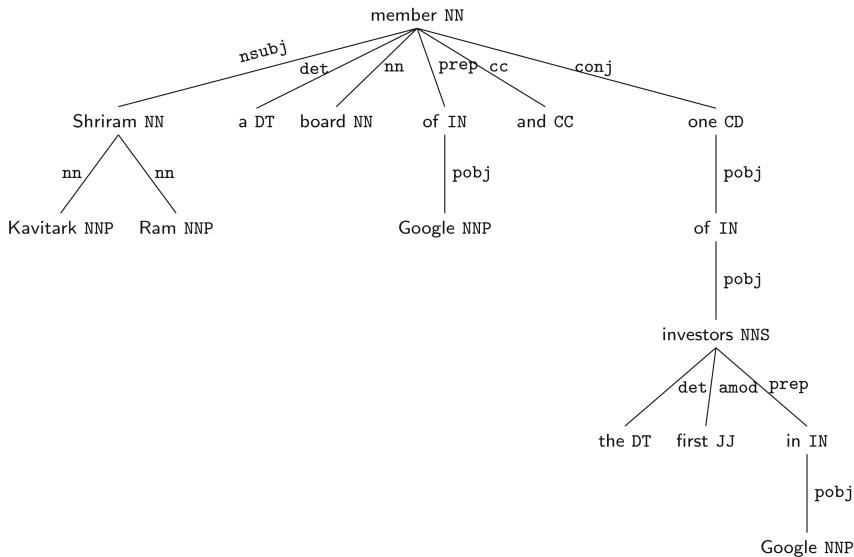 member NN
nsubj det nn prep cc conj
Shriram NN a DT board NN of IN and CC one CD
nn nn pobj pobj
Kavitark NNP Ram NNP Google NNP of IN
pobj
investors NNS
det amod prep
the DT first JJ in IN
pobj
Google NNP